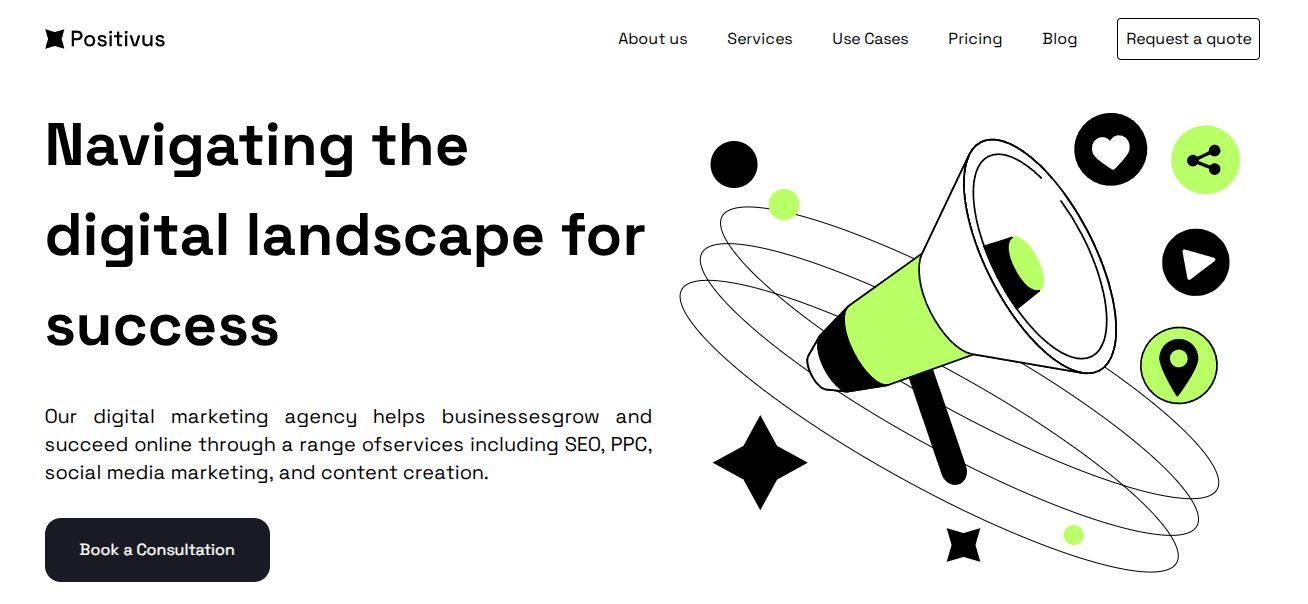 Positivus
About us
Services
Use Cases
Pricing
Blog
Request a quote
Navigating the
digital landscape for
success
Our digital marketing agency helps businessesgrow and
succeed online through a range ofservices including SEO, PPC,
social media marketing, and content creation.
Book a Consultation